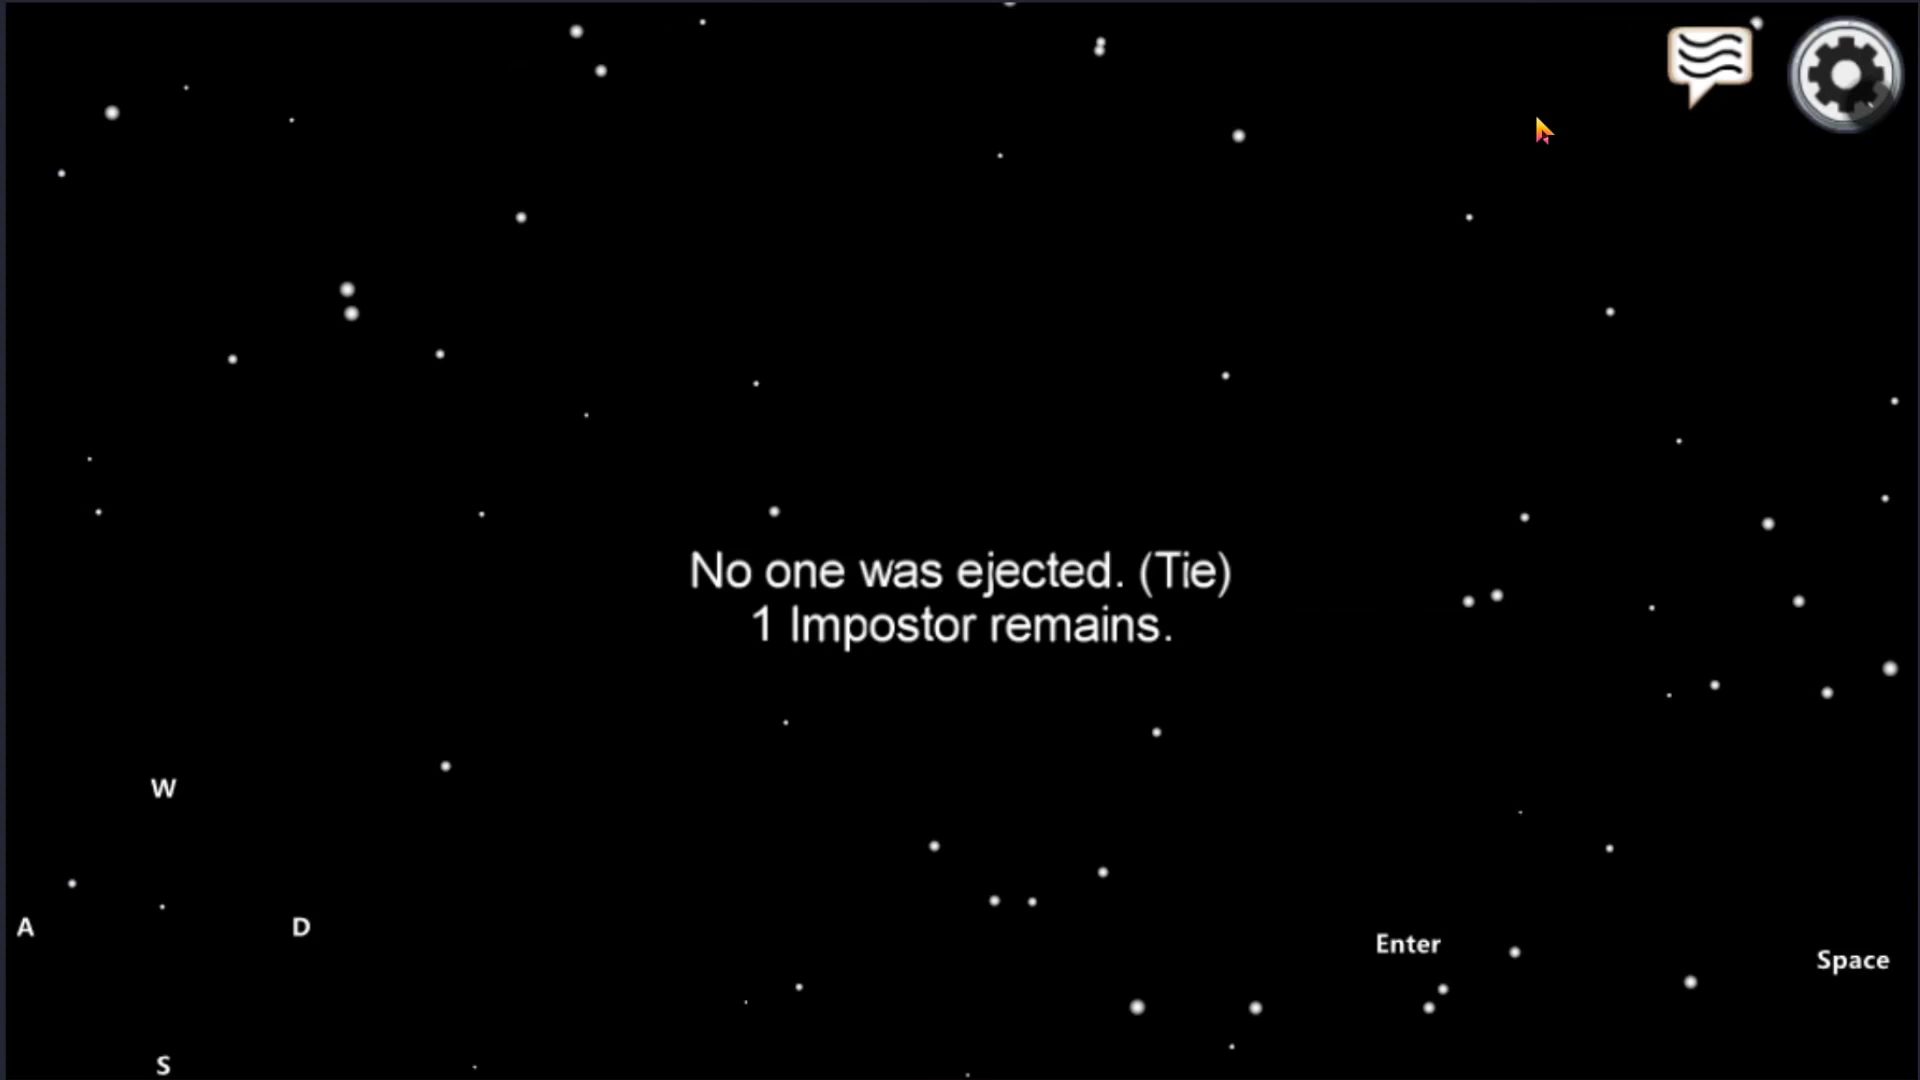 No one was ejected. (Tie)
1 Impostor remains.
W
A
D
Enter
Space
S